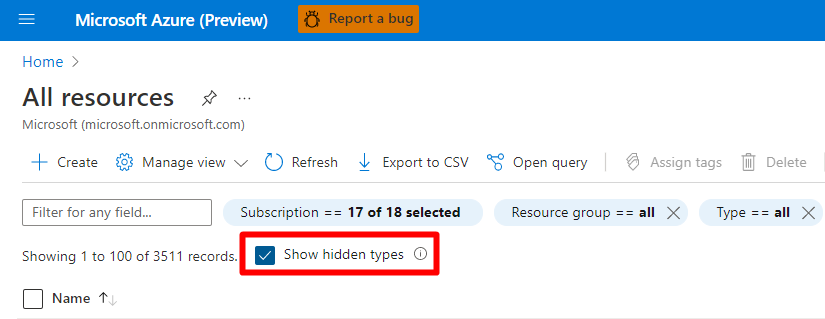 Microsoft Azure (Preview) Report a bug
Home
All resources ...
Microsoft (microsoft.onmicrosoft.com)
Create Manage view Refresh Export to CSV Open query Assign tags Delete
Filter for any field... Subscription == 17 of 18 selected Resource group == all Type == all
Showing 1 to 100 of 3511 records. Show hidden types
Name